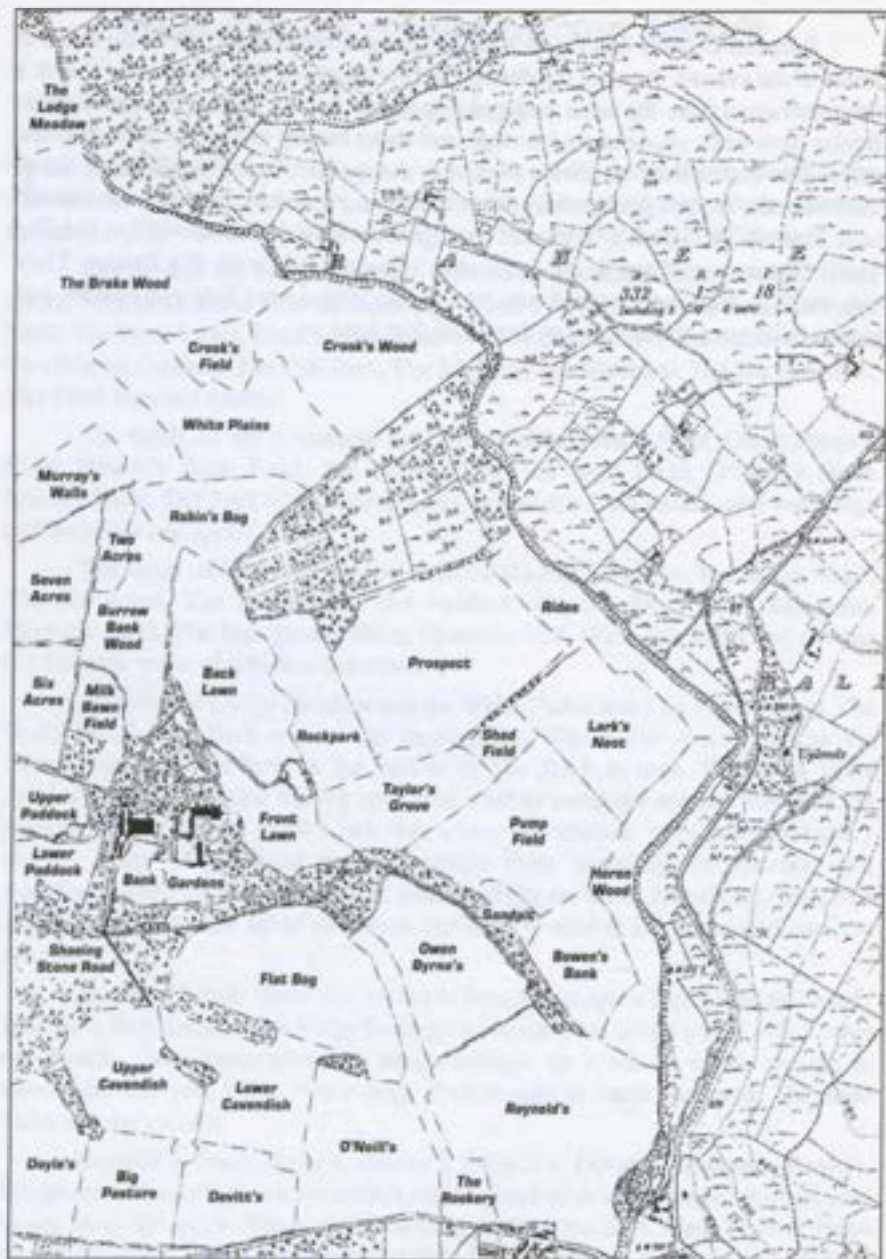 The
Lodge
Meadow
The Brake Wood
Crook's
Field
Crook's Wood
White Plains
332
18
Murray's
Walls
Robin's Bog
Two
Acres
Seven
Acres
Burrow
Bank
Wood
Back
Lawn
Prospect
Ridee
Six
Acres
Milk
Bawn
Field
Rockpark
Shed
Field
Lark's
Nest
Uplands
Upper
Paddock
Front
Lawn
Taylor's
Grove
Pump
Field
Lower
Paddock
Bank
Gardens
Heron
Wood
Sandpit
Shoeing
Stone Road
Flat Bog
Owen
Byrne's
Bowen's
Bank
Upper
Cavendish
Lower
Cavendish
Reynold's
Doyle's
Big
Pasture
O'Neill's
Devitt's
The
Rookery